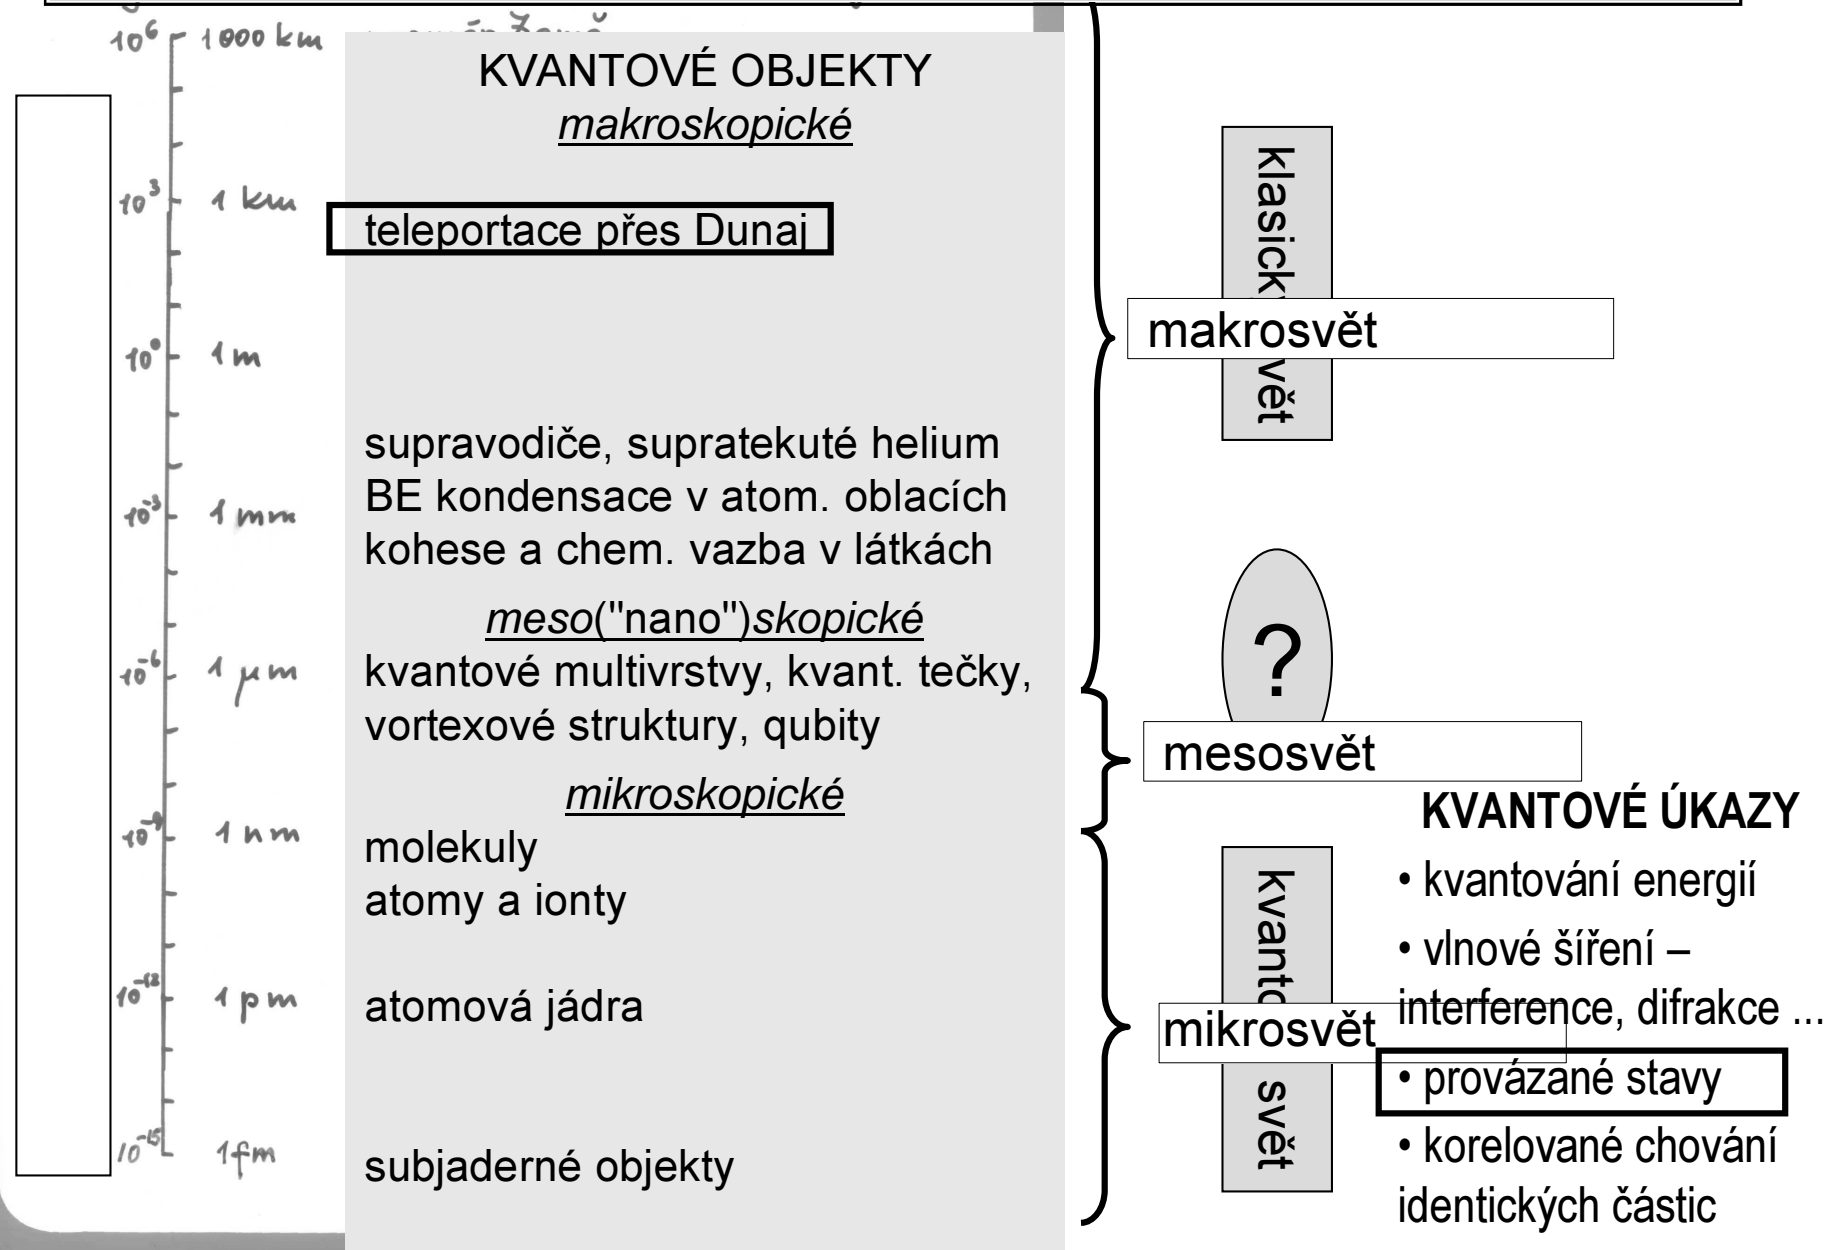 10⁶ 1000 km
KVANTOVÉ OBJEKTY
makroskopické
10³ 1 km
teleportace přes Dunaj
10⁰ 1 m
supravodiče, supratekuté helium
BE kondensace v atom. oblacích
10⁻³ 1 mm
kohese a chem. vazba v látkách
meso("nano")skopické
10⁻⁶ 1 μm
kvantové multivrstvy, kvant. tečky,
vortexové struktury, qubity
mikroskopické
10⁻⁹ 1 nm
molekuly
atomy a ionty
10⁻¹² 1 pm
atomová jádra
10⁻¹⁵ 1 fm
subjaderné objekty
makrosvět
?
mesosvět
mikrosvět
svět
KVANTOVÉ ÚKAZY
• kvantování energií
• vlnové šíření –
interference, difrakce ...
• provázané stavy
• korelované chování
identických částic